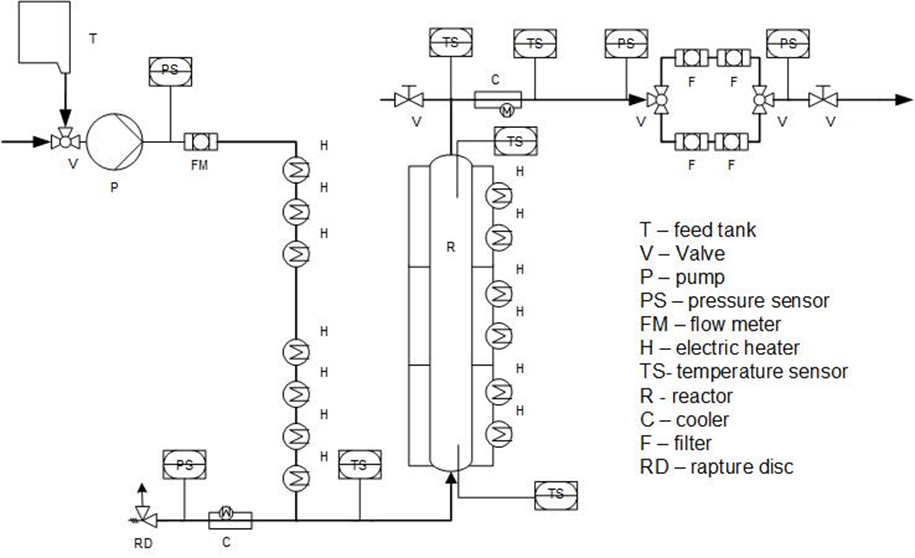 T
PS
V
P
FM
H
H
H
H
H
H
H
PS
TS
RD
C
M
TS
TS
PS
PS
C
M
V
TS
F
F
V
V
V
F
F
H
H
R
H
H
H
H
TS
T – feed tank
V – Valve
P – pump
PS – pressure sensor
FM – flow meter
H – electric heater
TS- temperature sensor
R - reactor
C – cooler
F – filter
RD – rapture disc